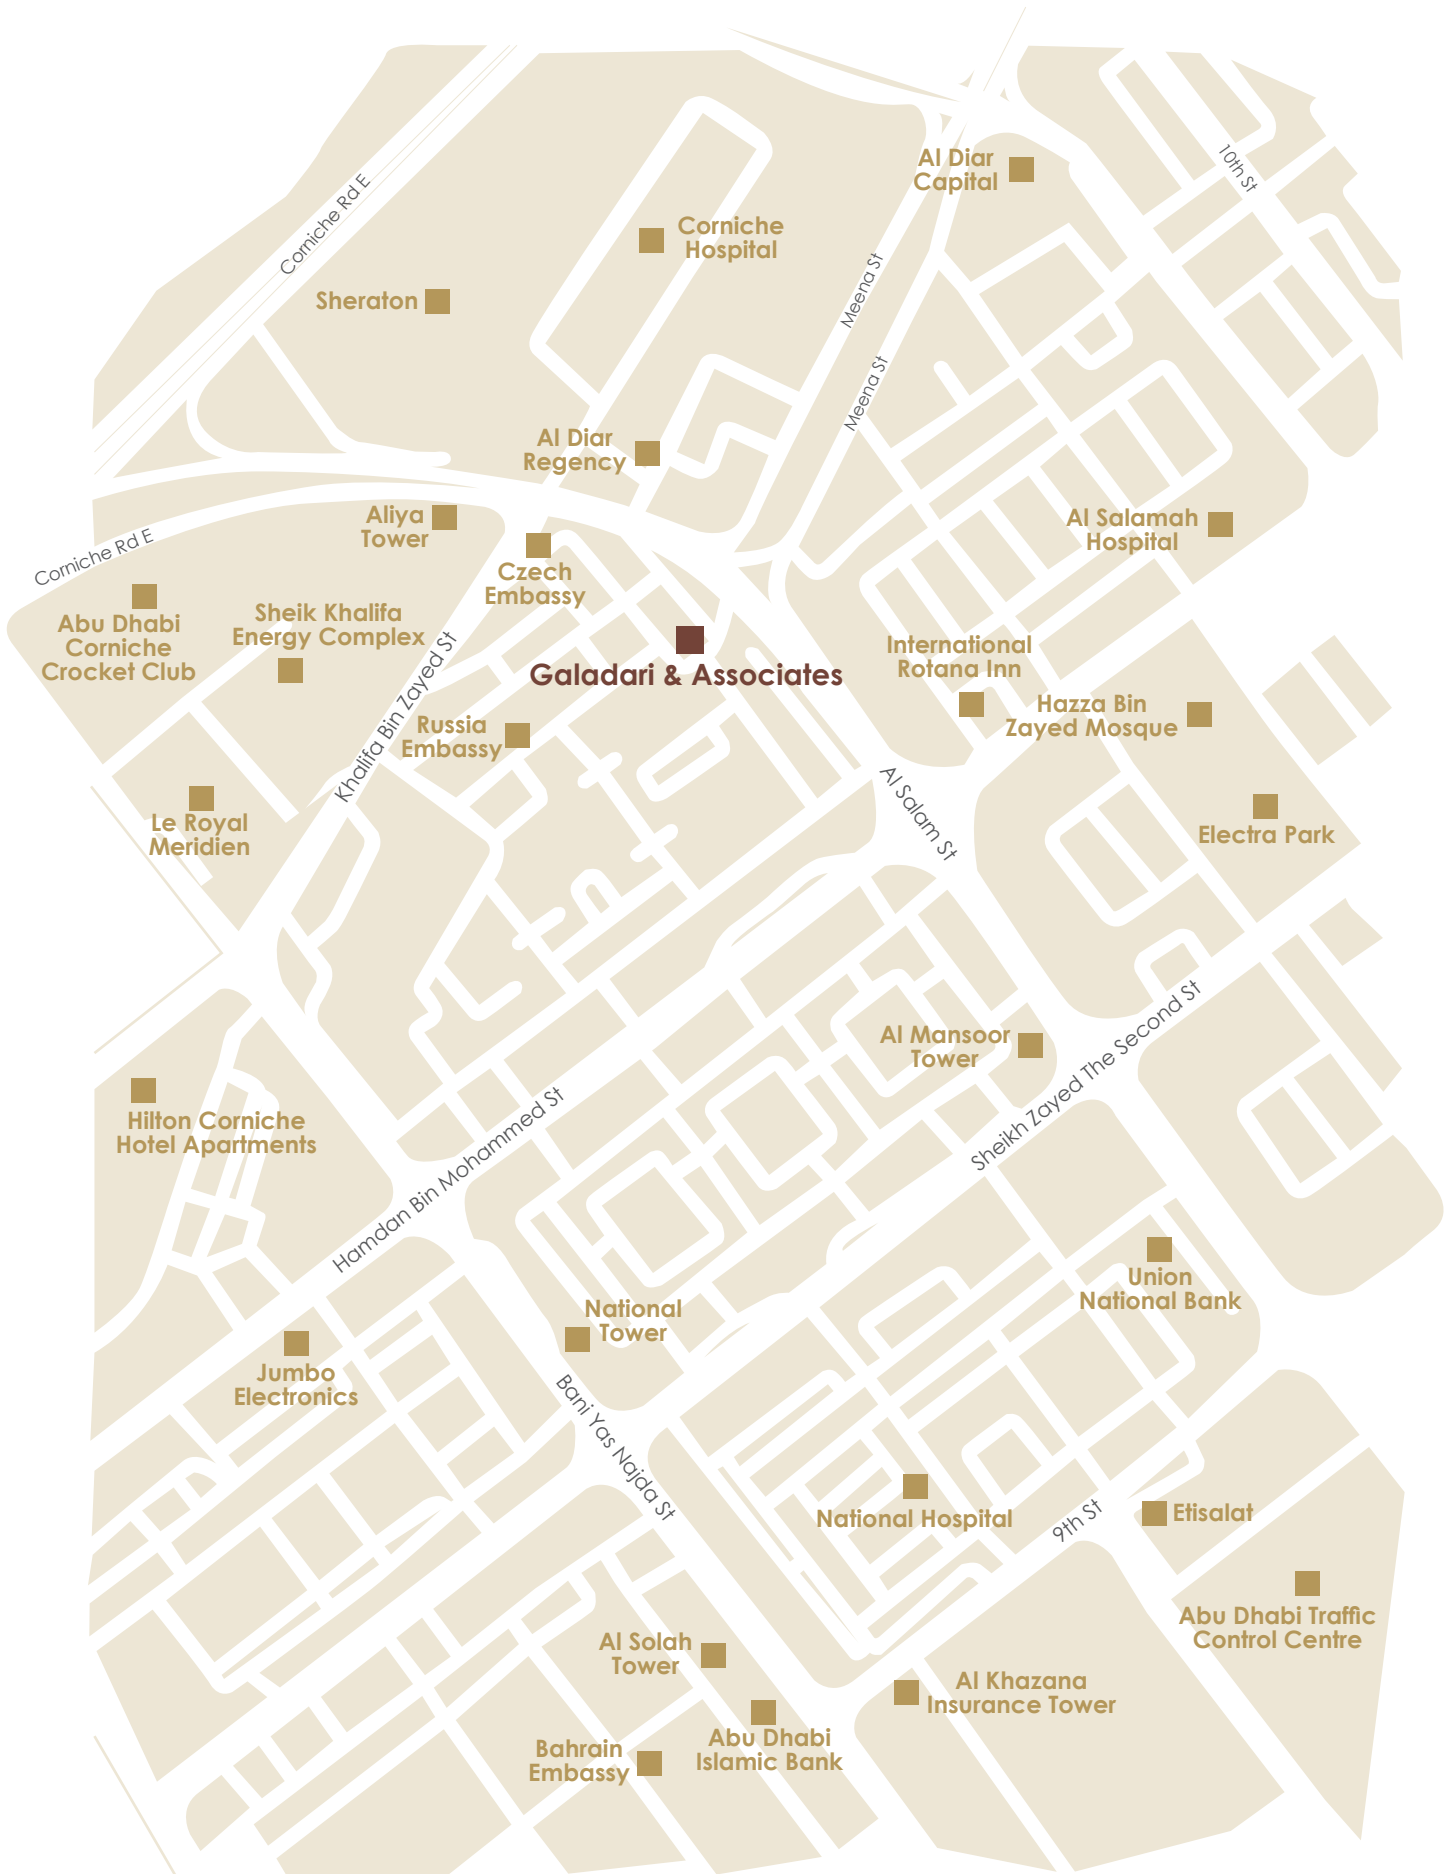 10th St
Al Diar
Capital
Corniche Rd E
Corniche
Hospital
Sheraton
Meena St
Meena St
Al Diar
Regency
Aliya
Tower
Al Salamah
Hospital
Corniche Rd E
Czech
Embassy
Abu Dhabi
Corniche
Crocket Club
Sheik Khalifa
Energy Complex
Khalifa Bin Zayed St
Galadari & Associates
International
Rotana Inn
Hazza Bin
Zayed Mosque
Russia
Embassy
Le Royal
Meridien
Al Salam St
Electra Park
Al Mansoor
Tower
Sheikh Zayed The Second St
Hilton Corniche
Hotel Apartments
Hamdan Bin Mohammed St
Union
National Bank
National
Tower
Jumbo
Electronics
Bani Yas Najda St
National Hospital
9th St
Etisalat
Abu Dhabi Traffic
Control Centre
Al Solah
Tower
Al Khazana
Insurance Tower
Abu Dhabi
Islamic Bank
Bahrain
Embassy